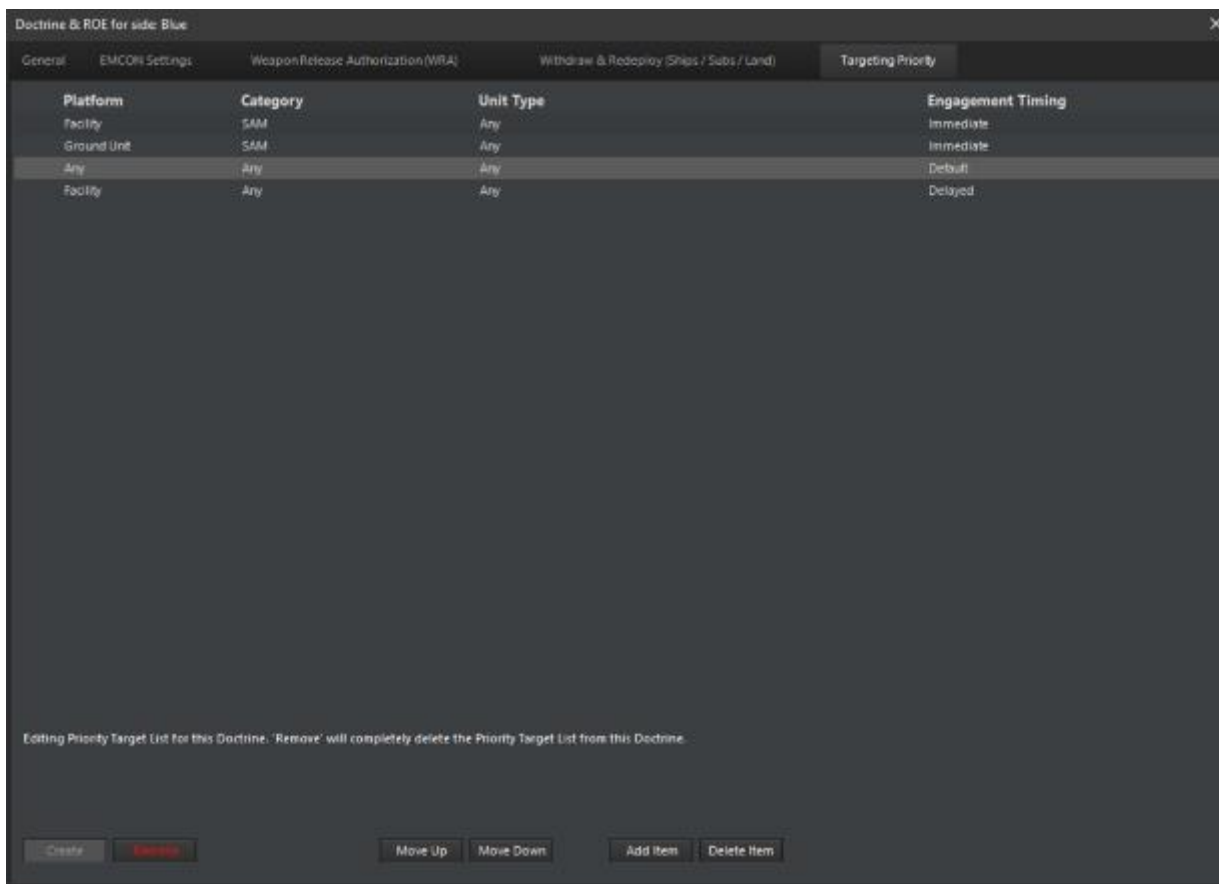 Doctrine & ROE for side: Blue
General EMCON Settings Weapon Release Authorization (WRA) Withdraw & Redeploy (Ships / Subs / Land) Targeting Priority
Platform Category Unit Type Engagement Timing
Facility SAM Any Immediate
Ground Unit SAM Any Immediate
Any Any Any Default
Facility Any Any Delayed
Editing Priority Target List for this Doctrine. 'Remove' will completely delete the Priority Target List from this Doctrine.
Create Remove Move Up Move Down Add Item Delete Item